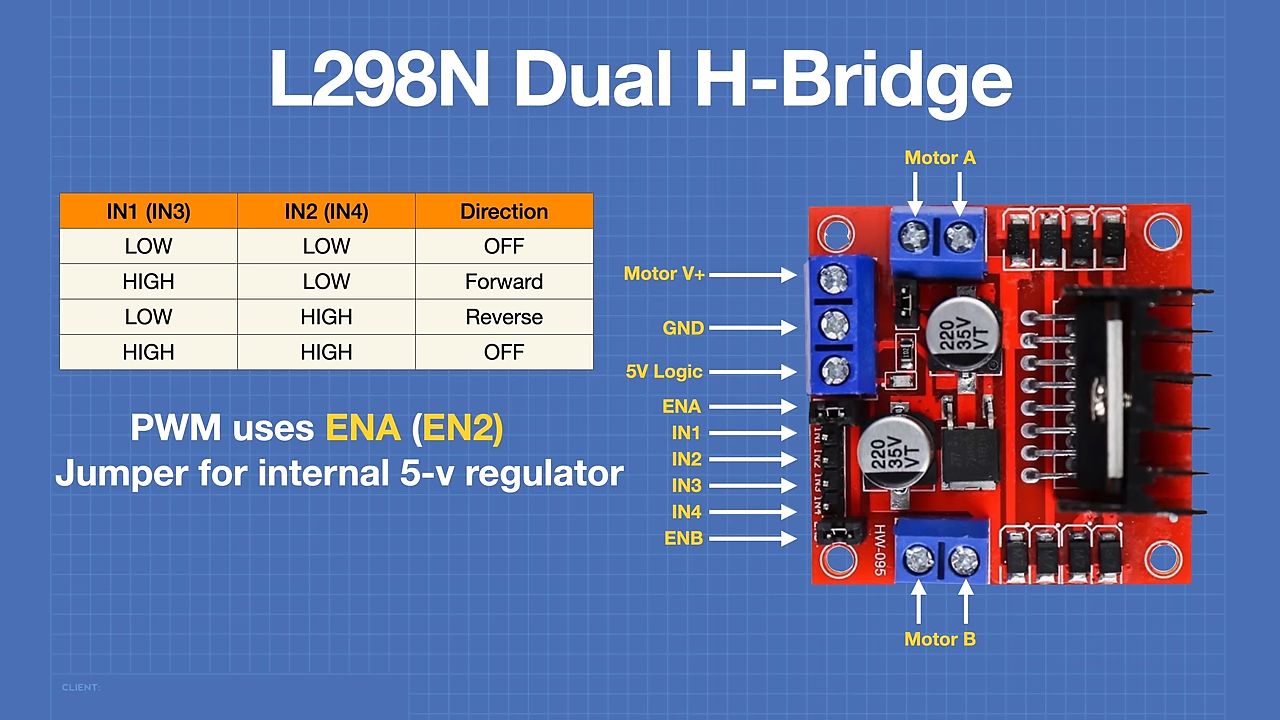 L298N Dual H-Bridge
Motor A
IN1 (IN3) IN2 (IN4) Direction
LOW LOW OFF
HIGH LOW Forward
LOW HIGH Reverse
HIGH HIGH OFF
PWM uses ENA (EN2)
Jumper for internal 5-v regulator
Motor V+
GND
5V Logic
ENA
IN1
IN2
IN3
IN4
ENB
220
35V
VT
220
35V
VT
HW-095
Motor B
CLIENT: